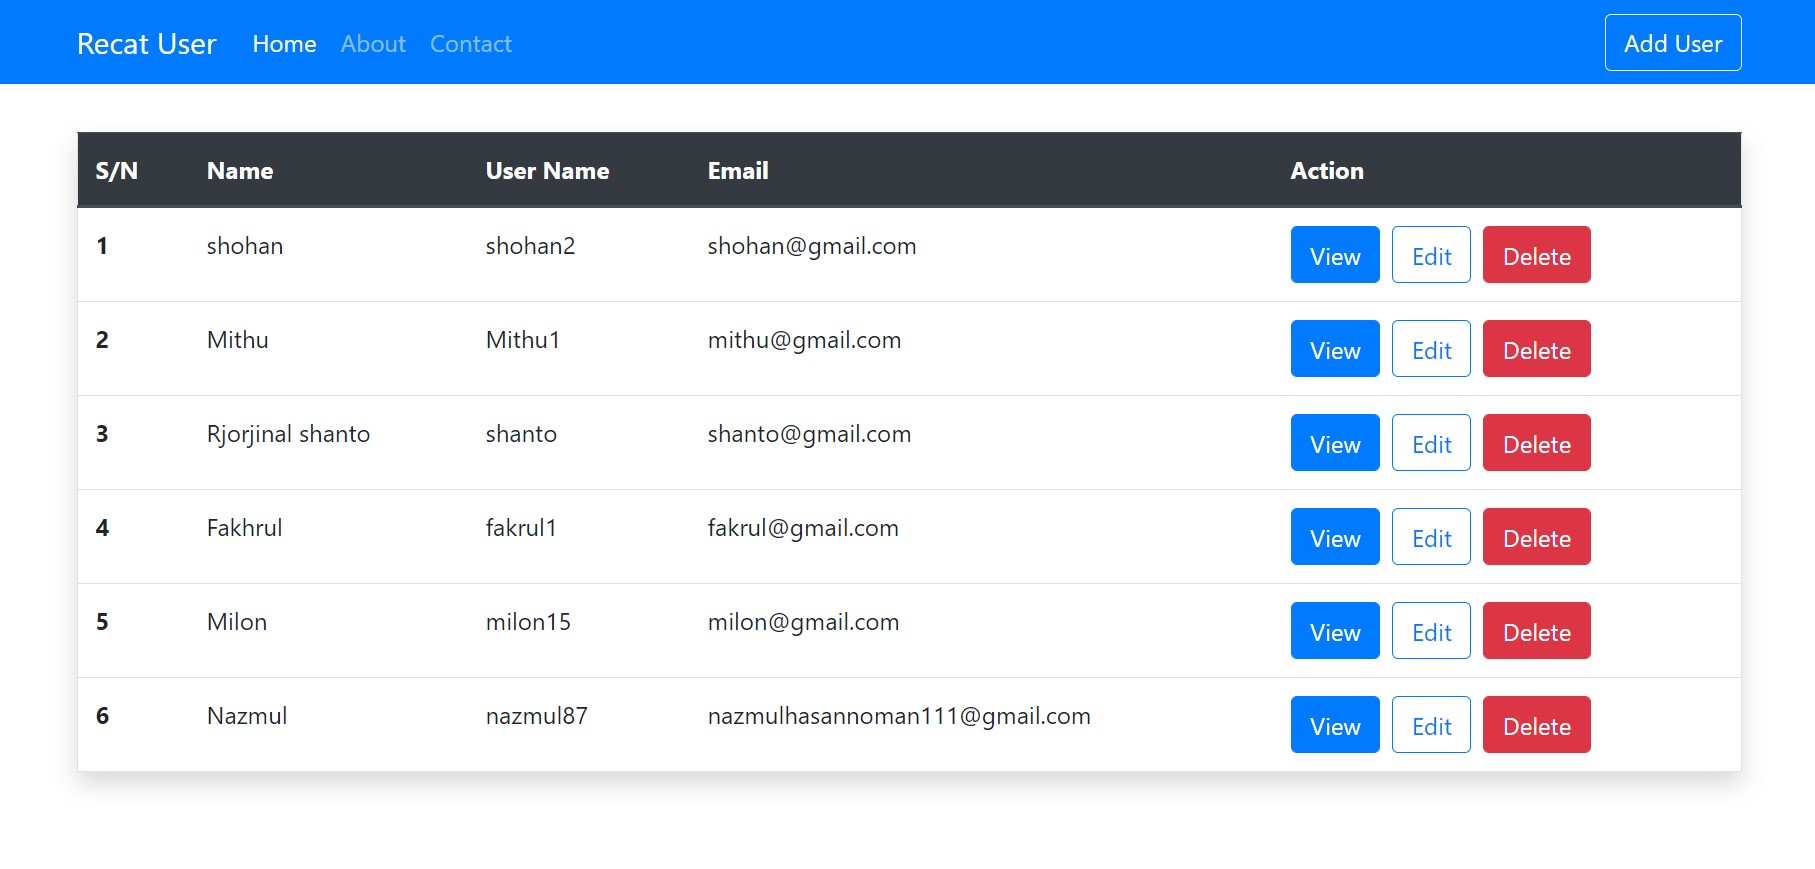 Recat User Home About Contact Add User
S/N Name User Name Email Action
1 shohan shohan2 shohan@gmail.com View Edit Delete
2 Mithu Mithu1 mithu@gmail.com View Edit Delete
3 Rjorjinal shanto shanto shanto@gmail.com View Edit Delete
4 Fakhrul fakrul1 fakrul@gmail.com View Edit Delete
5 Milon milon15 milon@gmail.com View Edit Delete
6 Nazmul nazmul87 nazmulhasannoman111@gmail.com View Edit Delete